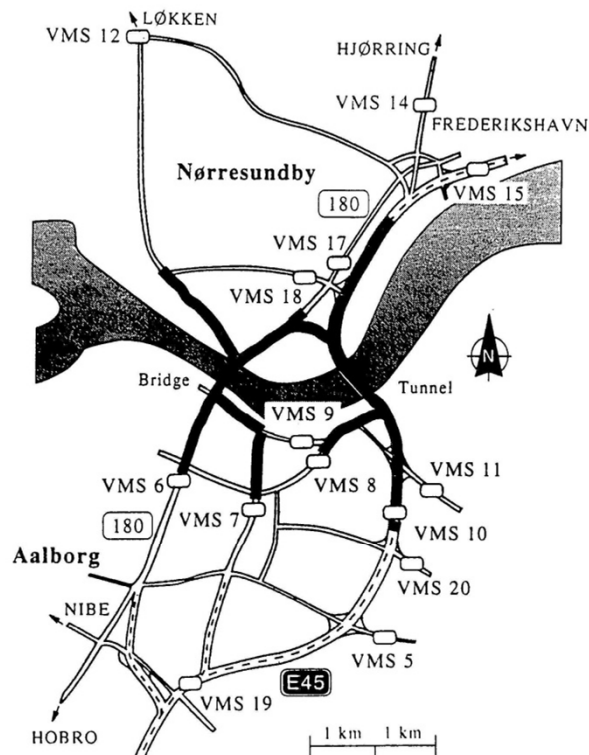 LØKKEN
VMS 12
HJØRRING
VMS 14
FREDERIKSHAVN
Nørresundby
VMS 15
180
VMS 17
VMS 18
N
Bridge
Tunnel
VMS 9
VMS 6
VMS 8
VMS 11
VMS 7
180
VMS 10
Aalborg
VMS 20
NIBE
VMS 5
E45
VMS 19
HOBRO
1 km 1 km